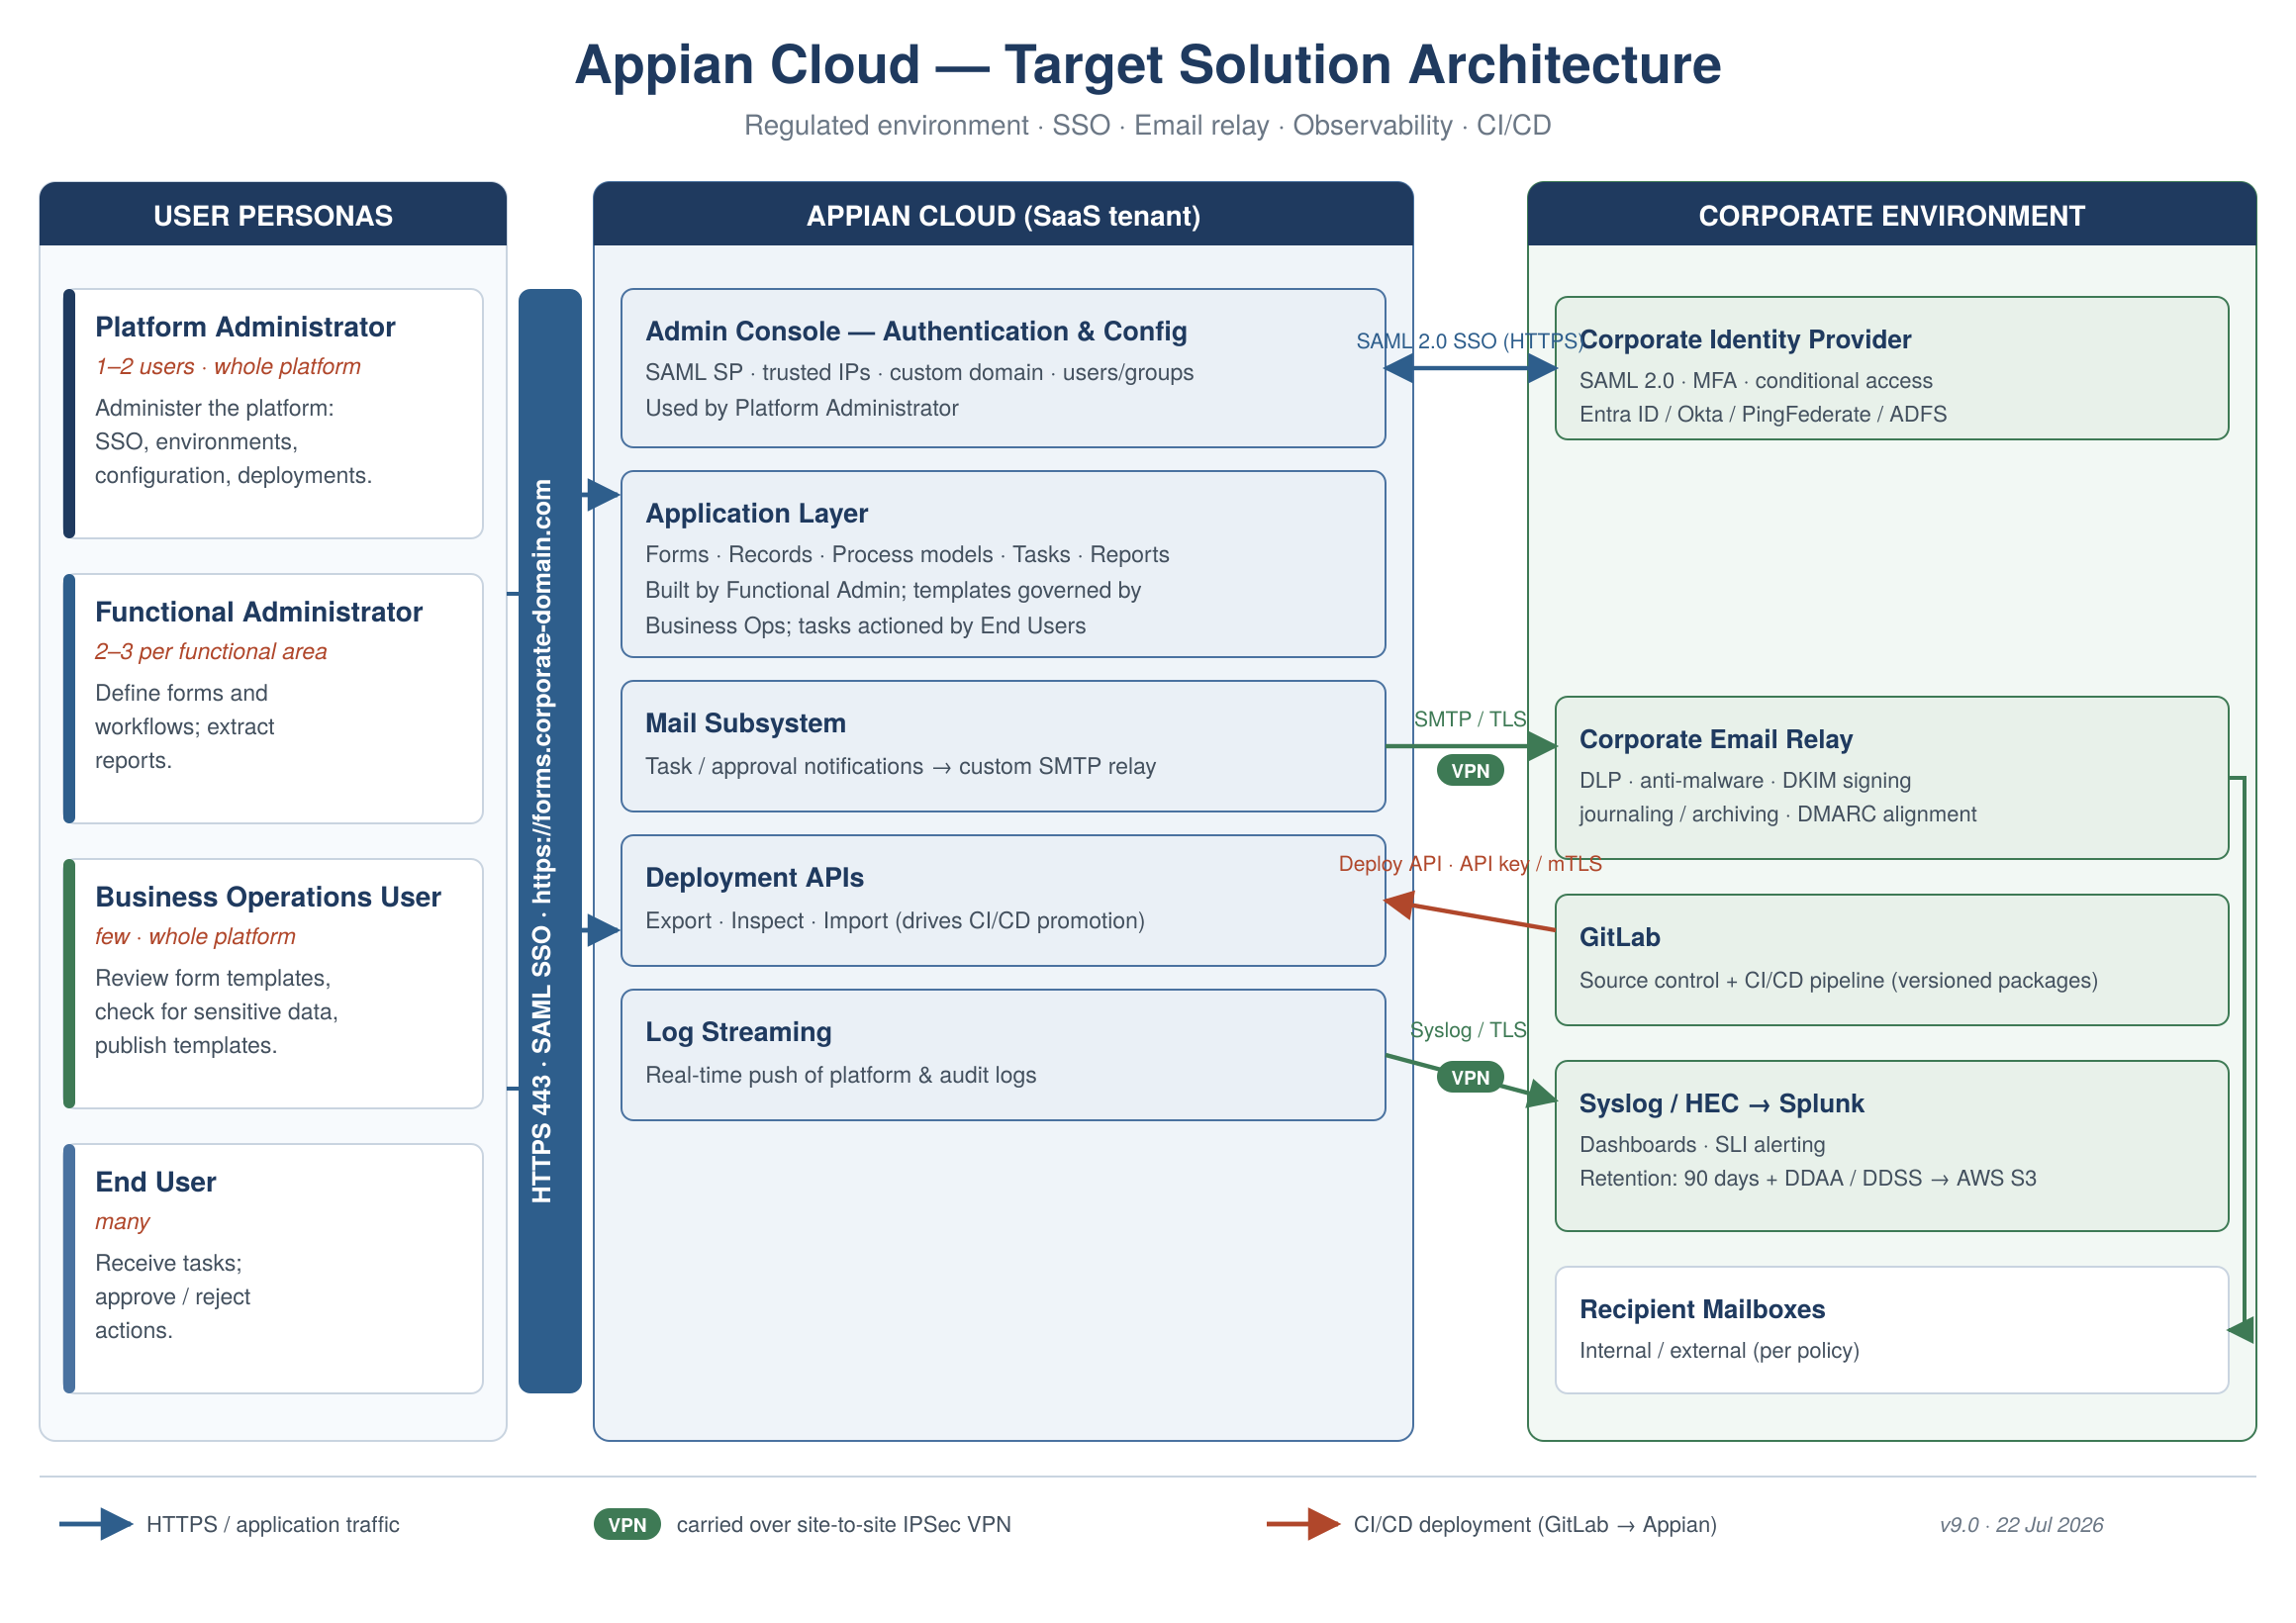 Appian Cloud — Target Solution Architecture
Regulated environment · SSO · Email relay · Observability · CI/CD
USER PERSONAS
Platform Administrator
1–2 users · whole platform
Administer the platform:
SSO, environments,
configuration, deployments.
Functional Administrator
2–3 per functional area
Define forms and
workflows; extract
reports.
Business Operations User
few · whole platform
Review form templates,
check for sensitive data,
publish templates.
End User
many
Receive tasks;
approve / reject
actions.
HTTPS 443 · SAML SSO · https://forms.corporate-domain.com
APPIAN CLOUD (SaaS tenant)
Admin Console — Authentication & Config
SAML SP · trusted IPs · custom domain · users/groups
Used by Platform Administrator
Application Layer
Forms · Records · Process models · Tasks · Reports
Built by Functional Admin; templates governed by
Business Ops; tasks actioned by End Users
Mail Subsystem
Task / approval notifications → custom SMTP relay
Deployment APIs
Export · Inspect · Import (drives CI/CD promotion)
Log Streaming
Real-time push of platform & audit logs
SAML 2.0 SSO (HTTPS)
SMTP / TLS
VPN
Deploy API · API key / mTLS
Syslog / TLS
VPN
CORPORATE ENVIRONMENT
Corporate Identity Provider
SAML 2.0 · MFA · conditional access
Entra ID / Okta / PingFederate / ADFS
Corporate Email Relay
DLP · anti-malware · DKIM signing
journaling / archiving · DMARC alignment
GitLab
Source control + CI/CD pipeline (versioned packages)
Syslog / HEC → Splunk
Dashboards · SLI alerting
Retention: 90 days + DDAA / DDSS → AWS S3
Recipient Mailboxes
Internal / external (per policy)
HTTPS / application traffic
VPN carried over site-to-site IPSec VPN
CI/CD deployment (GitLab → Appian)
v9.0 · 22 Jul 2026